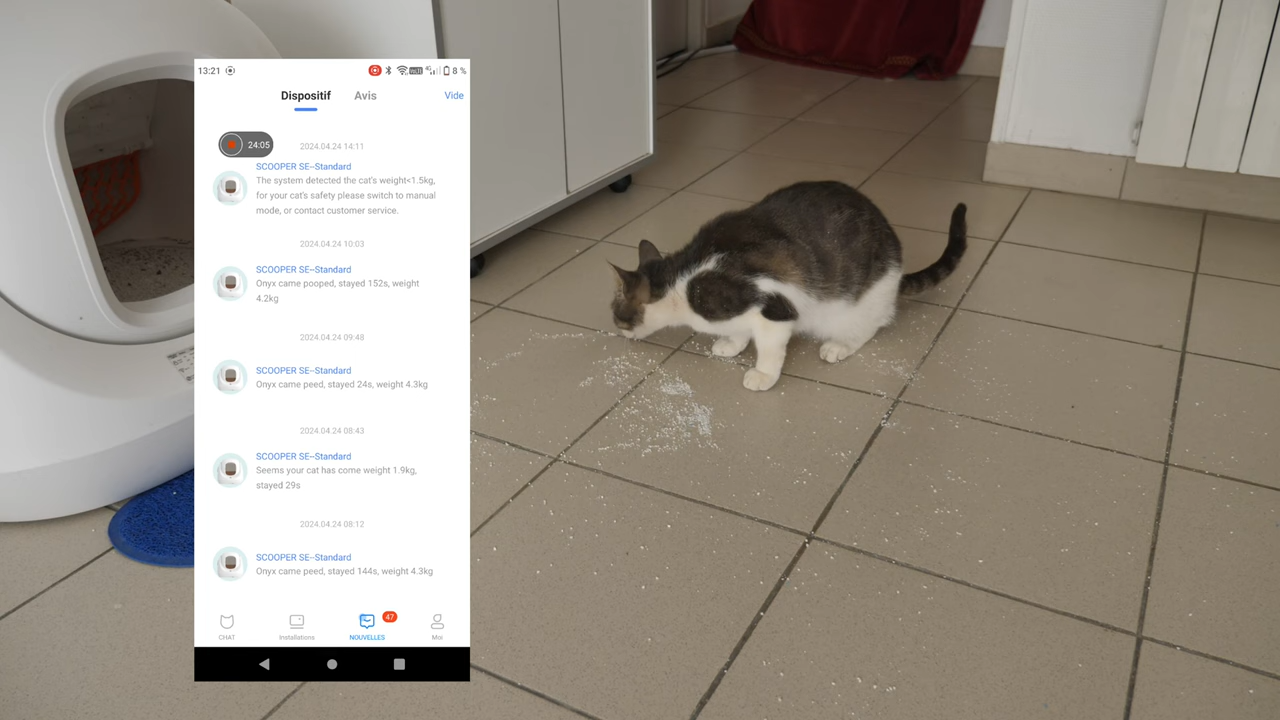 13:21
8 %
Dispositif
Avis
Vide
24:05
2024.04.24 14:11
SCOOPER SE--Standard
The system detected the cat's weight<1.5kg,
for your cat's safety please switch to manual
mode, or contact customer service.
2024.04.24 10:03
SCOOPER SE--Standard
Onyx came pooped, stayed 152s, weight
4.2kg
2024.04.24 09:48
SCOOPER SE--Standard
Onyx came peed, stayed 24s, weight 4.3kg
2024.04.24 08:43
SCOOPER SE--Standard
Seems your cat has come weight 1.9kg,
stayed 29s
2024.04.24 08:12
SCOOPER SE--Standard
Onyx came peed, stayed 144s, weight 4.3kg
47
CHAT
Installations
NOUVELLES
Moi